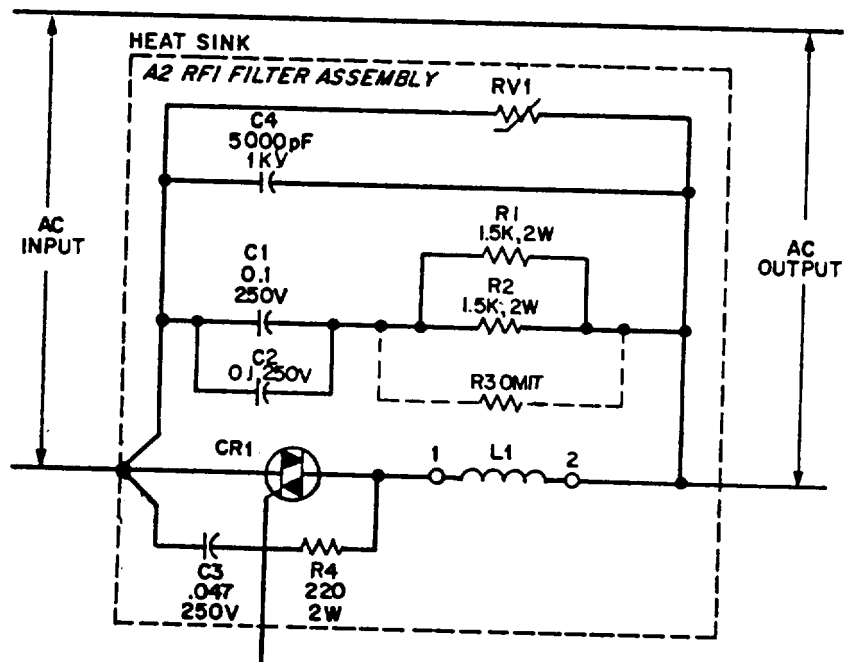 HEAT SINK
A2 RFI FILTER ASSEMBLY
RV1
C4
5000pF
1KV
AC
INPUT
R1
1.5K, 2W
AC
OUTPUT
C1
0.1
250V
R2
1.5K, 2W
C2
0.1, 250V
R3 OMIT
CR1
1
L1
2
C3
.047
250V
R4
220
2W